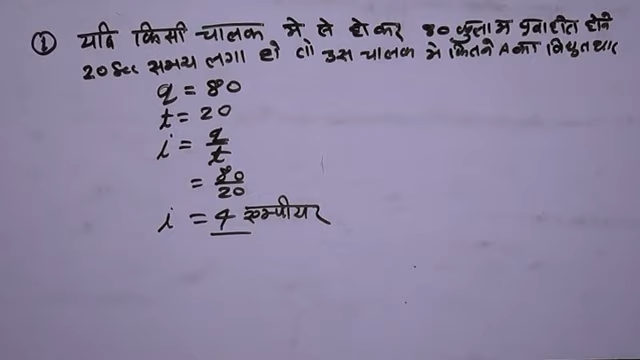 ① यदि किसी चालक मे से होकर 80 कुलाम प्रवाहीत होने
20 Sec समय लगा हो तो उस चालक मे कितने A का विधुत धारा
q = 80
t = 20
i = q/t
= 80/20
i = 4 एम्पीयर